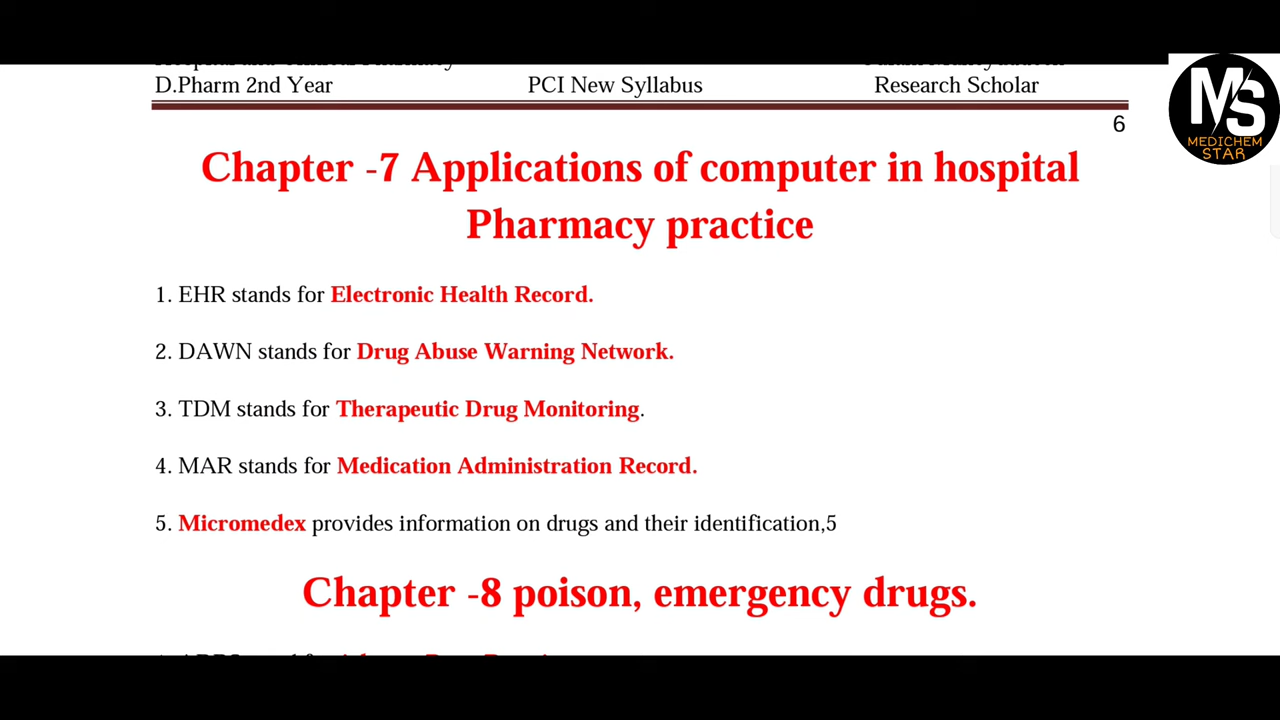 D.Pharm 2nd Year PCI New Syllabus Research Scholar
6
MS
MEDICHEM
STAR
Chapter -7 Applications of computer in hospital
Pharmacy practice
1. EHR stands for Electronic Health Record.
2. DAWN stands for Drug Abuse Warning Network.
3. TDM stands for Therapeutic Drug Monitoring.
4. MAR stands for Medication Administration Record.
5. Micromedex provides information on drugs and their identification,5
Chapter -8 poison, emergency drugs.